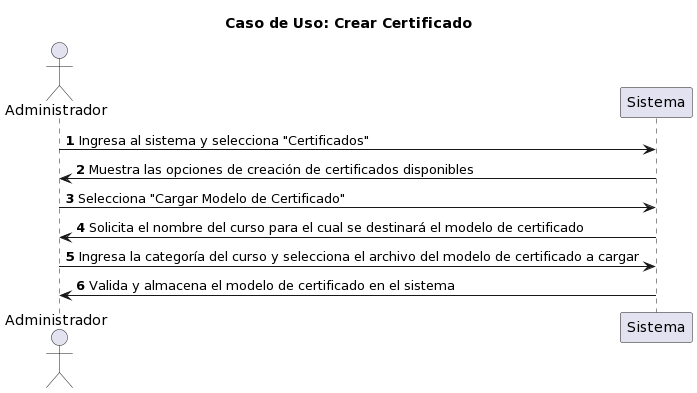 Caso de Uso: Crear Certificado
Administrador
Sistema
1 Ingresa al sistema y selecciona "Certificados"
2 Muestra las opciones de creación de certificados disponibles
3 Selecciona "Cargar Modelo de Certificado"
4 Solicita el nombre del curso para el cual se destinará el modelo de certificado
5 Ingresa la categoría del curso y selecciona el archivo del modelo de certificado a cargar
6 Valida y almacena el modelo de certificado en el sistema
Administrador
Sistema